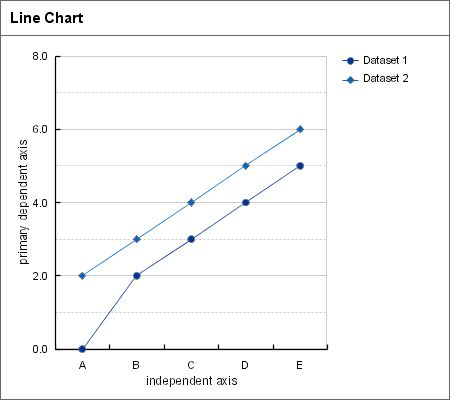 Line Chart
8.0
6.0
4.0
2.0
0.0
primary dependent axis
A B C D E
independent axis
Dataset 1
Dataset 2